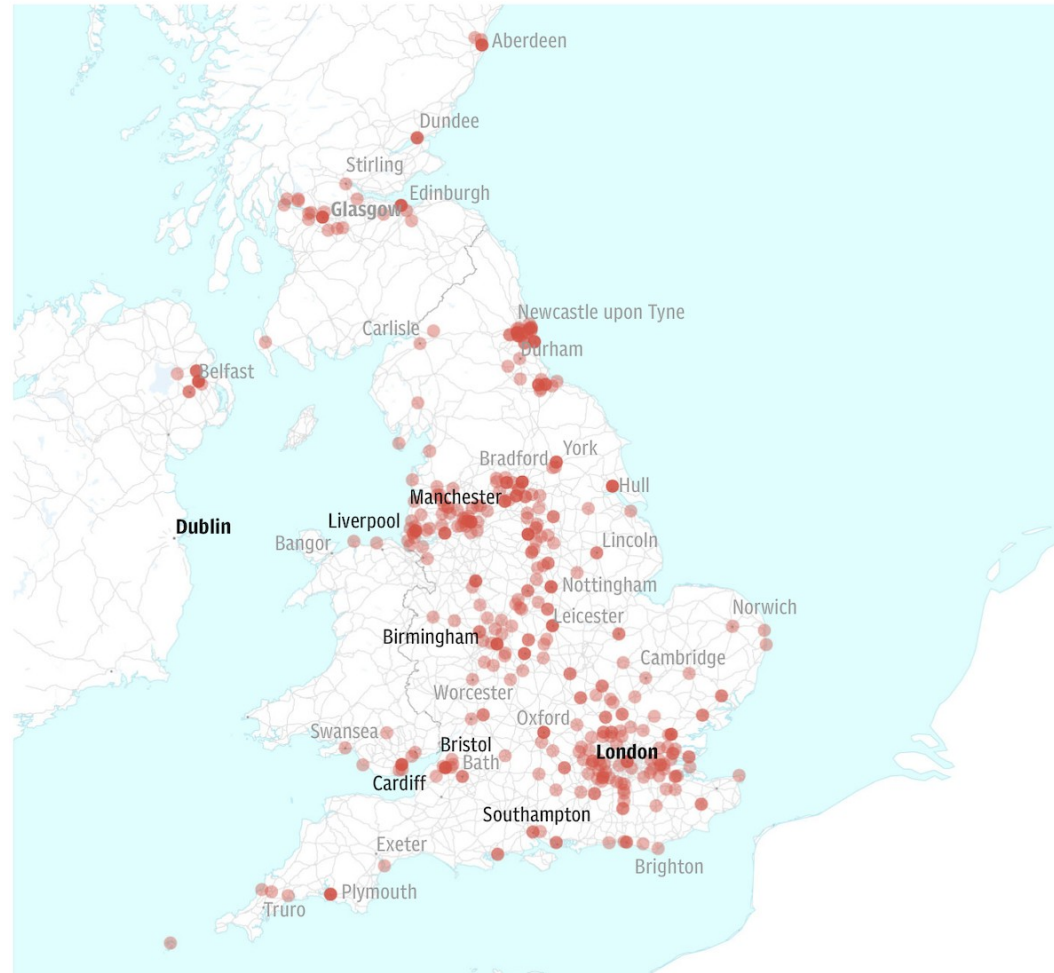 Aberdeen
Dundee
Stirling
Edinburgh
Glasgow
Newcastle upon Tyne
Carlisle
Durham
Belfast
York
Bradford
Hull
Manchester
Liverpool
Dublin
Bangor
Lincoln
Nottingham
Norwich
Leicester
Birmingham
Cambridge
Worcester
Oxford
Swansea
Bristol
London
Bath
Cardiff
Southampton
Exeter
Brighton
Plymouth
Truro